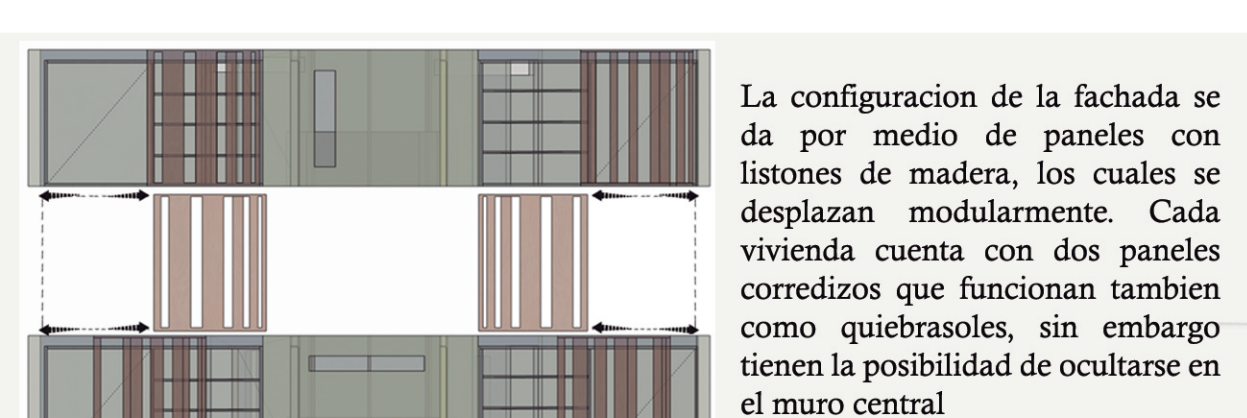 La configuracion de la fachada se
da por medio de paneles con
listones de madera, los cuales se
desplazan modularmente. Cada
vivienda cuenta con dos paneles
corredizos que funcionan tambien
como quiebrasoles, sin embargo
tienen la posibilidad de ocultarse en
el muro central